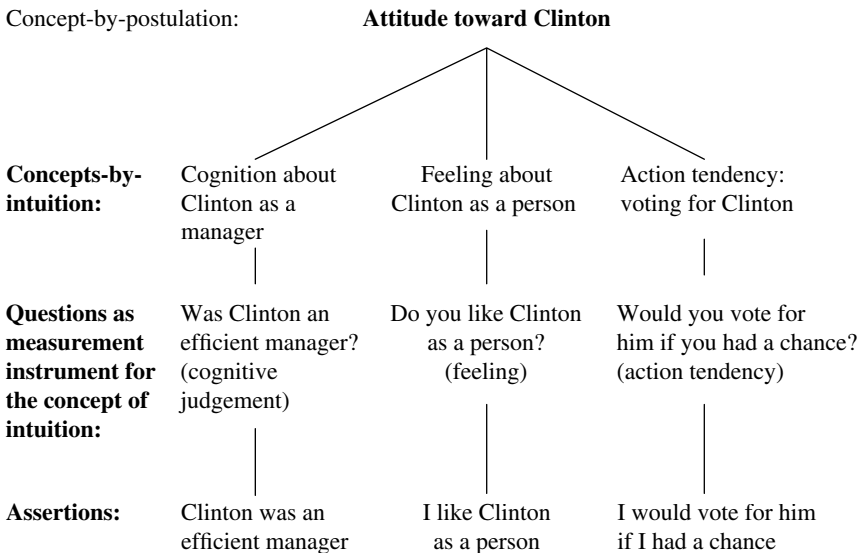 Concept-by-postulation: Attitude toward Clinton
Concepts-by-
intuition:
Cognition about
Clinton as a
manager
Feeling about
Clinton as a person
Action tendency:
voting for Clinton
Questions as
measurement
instrument for
the concept of
intuition:
Was Clinton an
efficient manager?
(cognitive
judgement)
Do you like Clinton
as a person?
(feeling)
Would you vote for
him if you had a chance?
(action tendency)
Assertions:
Clinton was an
efficient manager
I like Clinton
as a person
I would vote for him
if I had a chance